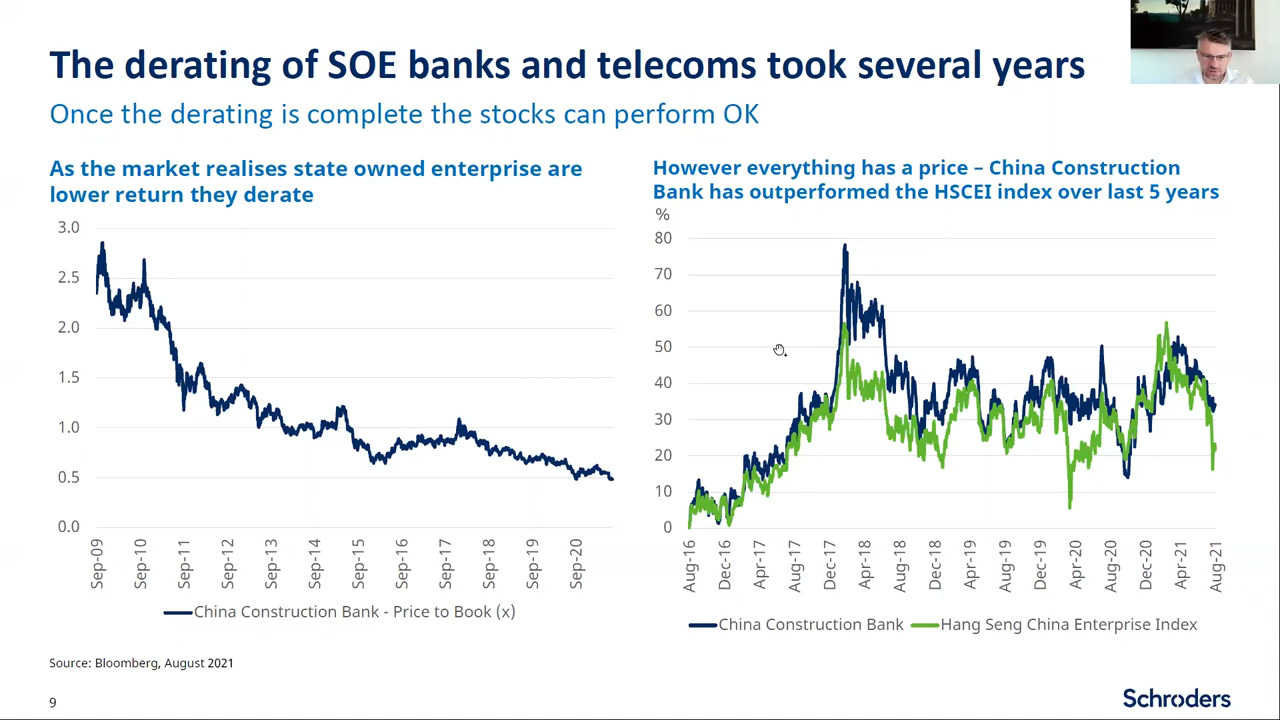 The derating of SOE banks and telecoms took several years
Once the derating is complete the stocks can perform OK
As the market realises state owned enterprise are
lower return they derate
3.0
2.5
2.0
1.5
1.0
0.5
0.0
Sep-09
Sep-10
Sep-11
Sep-12
Sep-13
Sep-14
Sep-15
Sep-16
Sep-17
Sep-18
Sep-19
Sep-20
China Construction Bank - Price to Book (x)
However everything has a price – China Construction
Bank has outperformed the HSCEI index over last 5 years
%
80
70
60
50
40
30
20
10
0
Aug-16
Dec-16
Apr-17
Aug-17
Dec-17
Apr-18
Aug-18
Dec-18
Apr-19
Aug-19
Dec-19
Apr-20
Aug-20
Dec-20
Apr-21
Aug-21
China Construction Bank
Hang Seng China Enterprise Index
Source: Bloomberg, August 2021
9
Schroders